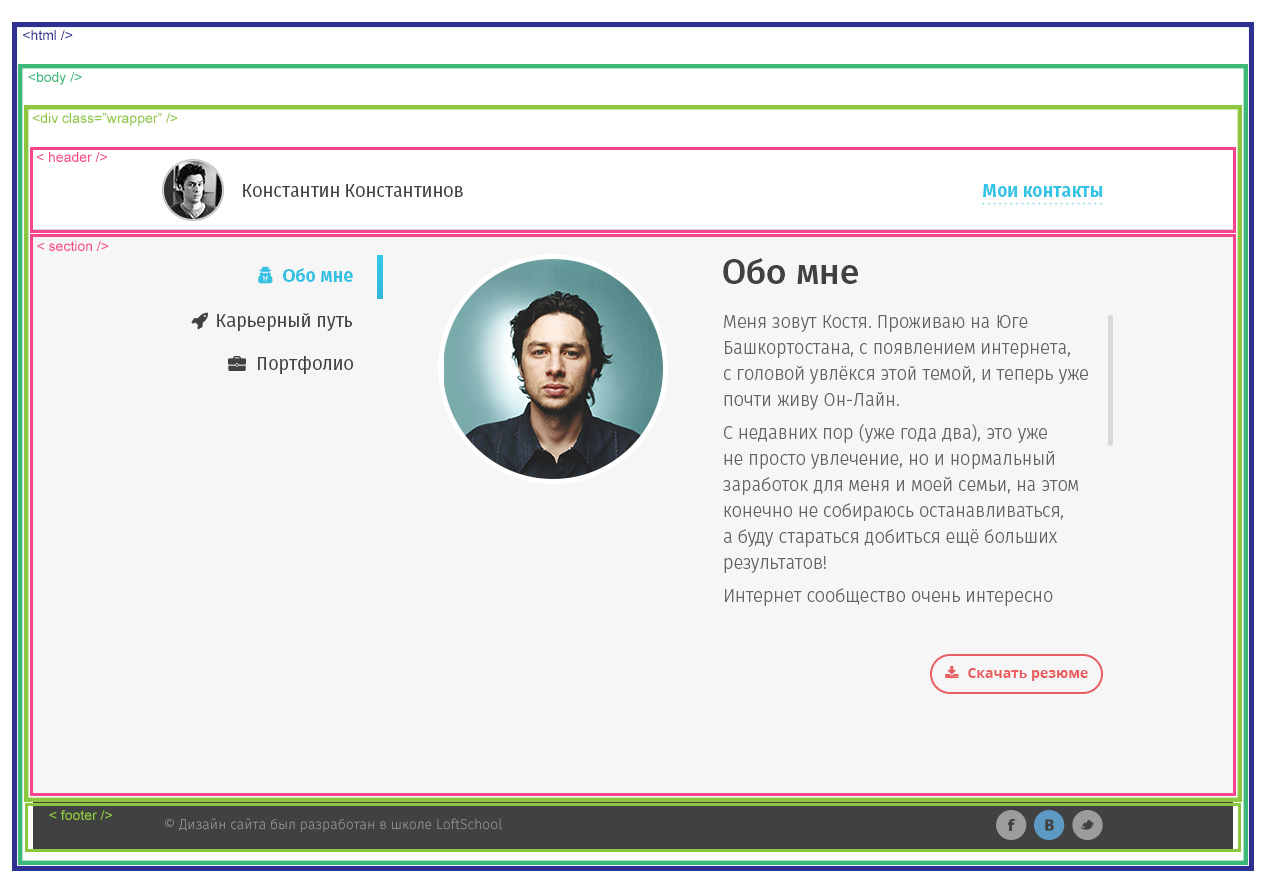 <html />
<body />
<div class="wrapper" />
< header />
Константин Константинов
Мои контакты
< section />
Обо мне
Карьерный путь
Портфолио
Обо мне
Меня зовут Костя. Проживаю на Юге
Башкортостана, с появлением интернета,
с головой увлёкся этой темой, и теперь уже
почти живу Он-Лайн.
С недавних пор (уже года два), это уже
не просто увлечение, но и нормальный
заработок для меня и моей семьи, на этом
конечно не собираюсь останавливаться,
а буду стараться добиться ещё больших
результатов!
Интернет сообщество очень интересно
Скачать резюме
< footer />
© Дизайн сайта был разработан в школе LoftSchool
f
B